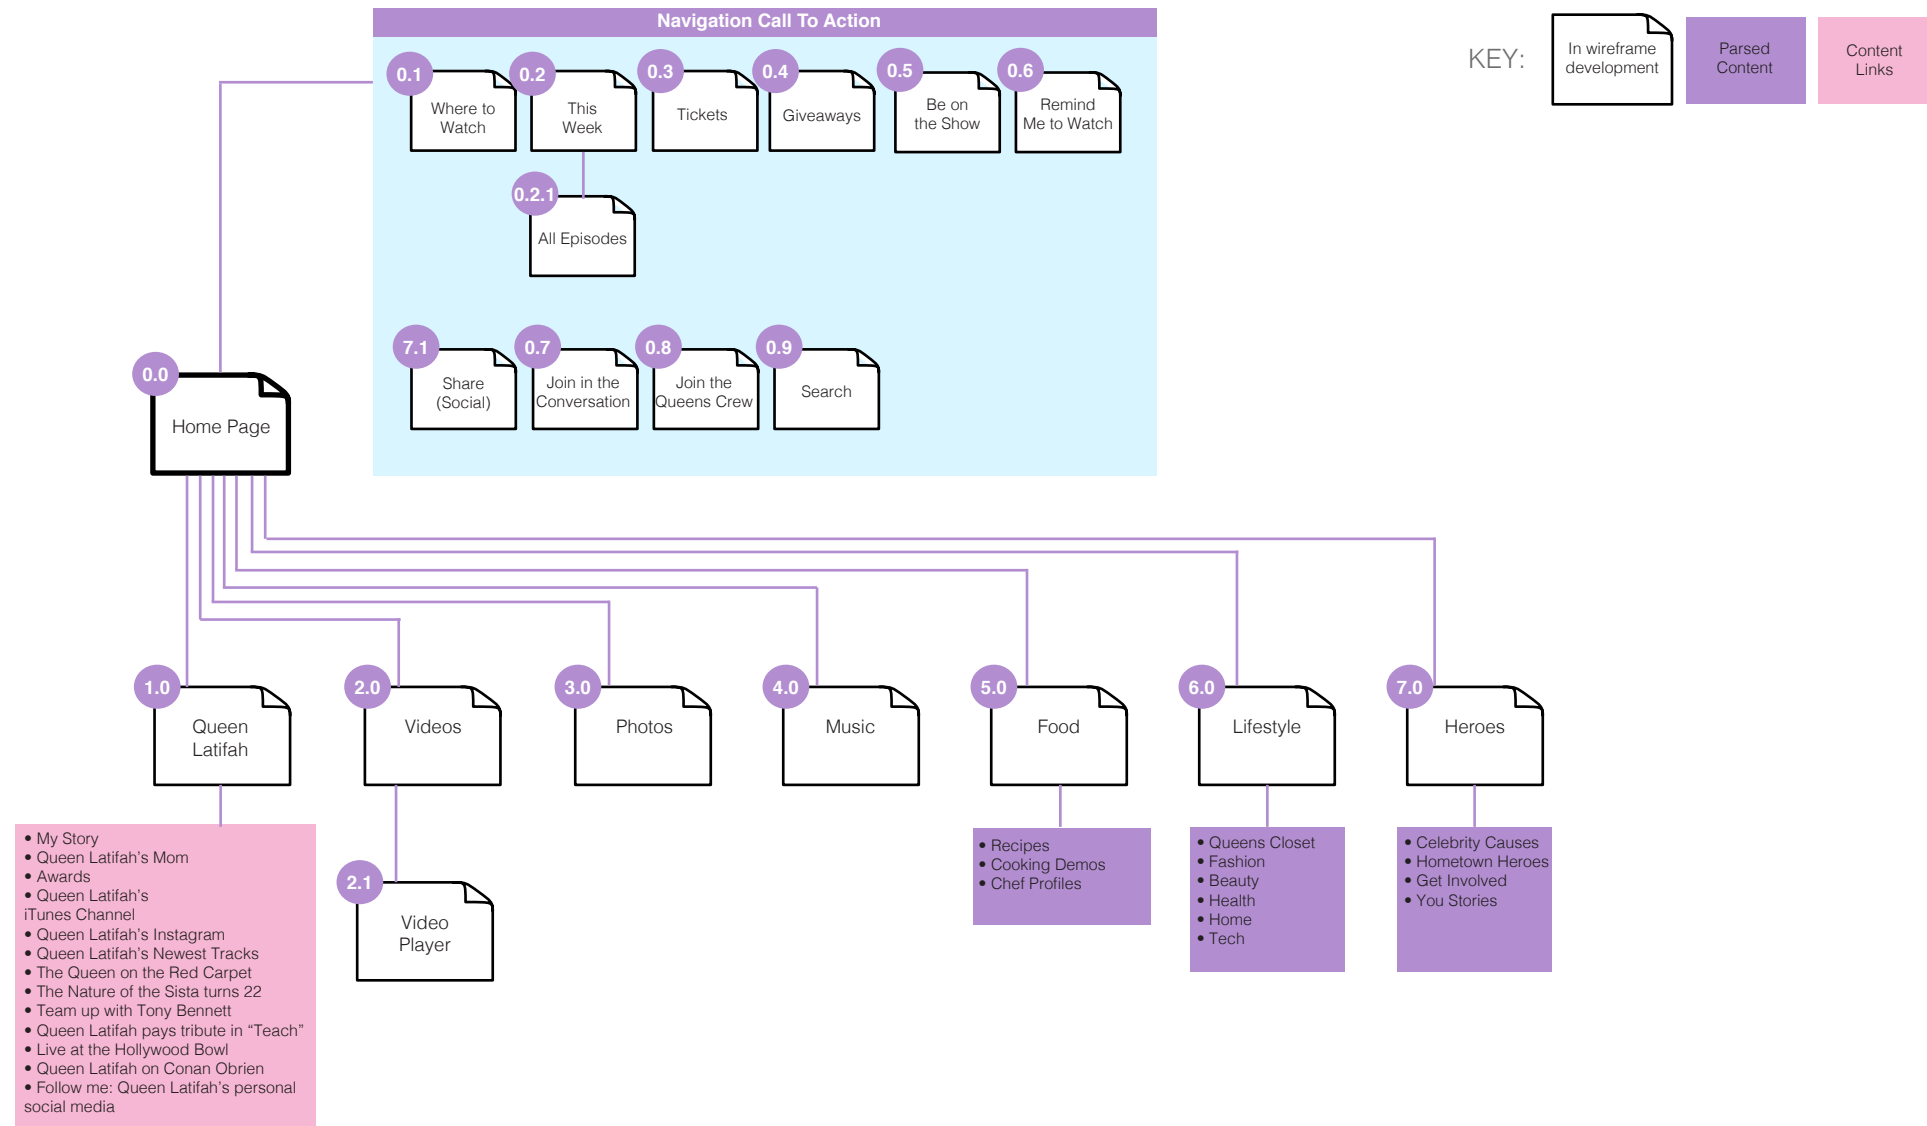 Navigation Call To Action
KEY:
In wireframe
development
Parsed
Content
Content
Links
0.1
Where to
Watch
0.2
This
Week
0.3
Tickets
0.4
Giveaways
0.5
Be on
the Show
0.6
Remind
Me to Watch
0.2.1
All Episodes
7.1
Share
(Social)
0.7
Join in the
Conversation
0.8
Join the
Queens Crew
0.9
Search
0.0
Home Page
1.0
Queen
Latifah
2.0
Videos
3.0
Photos
4.0
Music
5.0
Food
6.0
Lifestyle
7.0
Heroes
• My Story
• Queen Latifah’s Mom
• Awards
• Queen Latifah’s
iTunes Channel
• Queen Latifah’s Instagram
• Queen Latifah’s Newest Tracks
• The Queen on the Red Carpet
• The Nature of the Sista turns 22
• Team up with Tony Bennett
• Queen Latifah pays tribute in “Teach”
• Live at the Hollywood Bowl
• Queen Latifah on Conan Obrien
• Follow me: Queen Latifah’s personal
social media
2.1
Video
Player
• Recipes
• Cooking Demos
• Chef Profiles
• Queens Closet
• Fashion
• Beauty
• Health
• Home
• Tech
• Celebrity Causes
• Hometown Heroes
• Get Involved
• You Stories